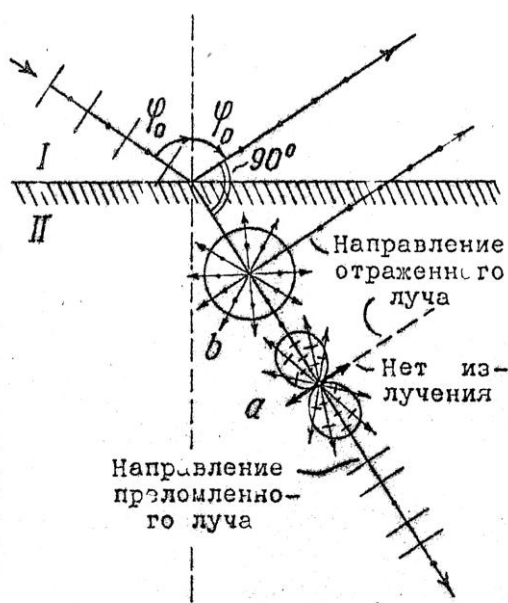 φ₀
φ₀
90°
I
II
Направление
отраженного
луча
b
Нет из-
лучения
a
Направление
преломленно-
го луча